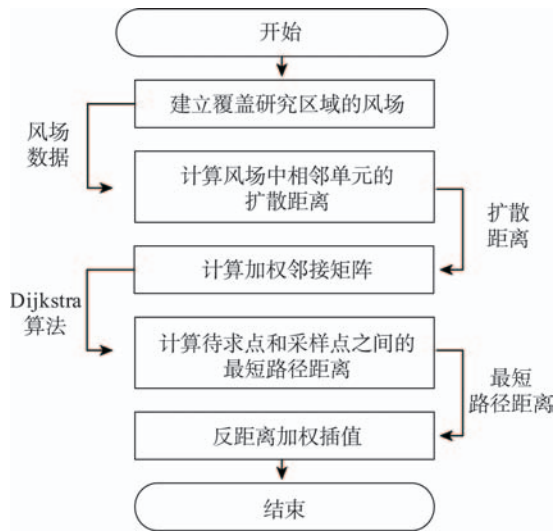 开始
建立覆盖研究区域的风场
风场
数据
计算风场中相邻单元的
扩散距离
扩散
距离
计算加权邻接矩阵
Dijkstra
算法
计算待求点和采样点之间的
最短路径距离
最短
路径距离
反距离加权插值
结束